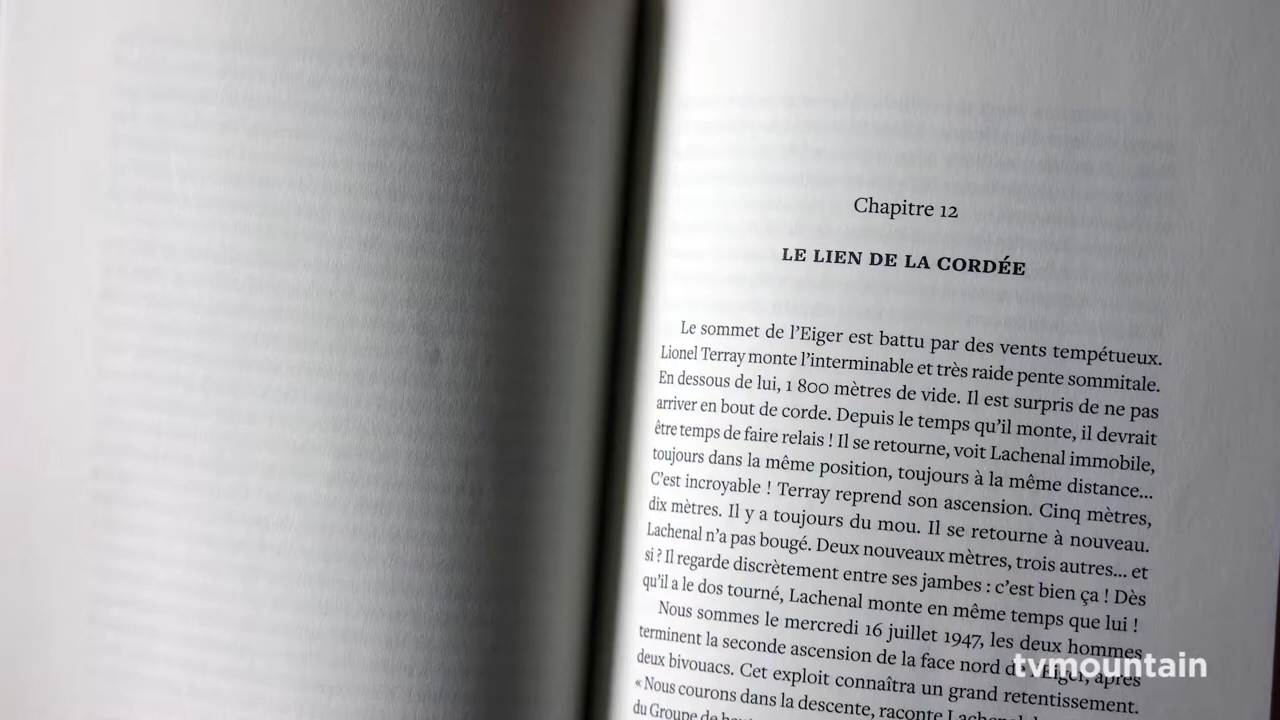 Chapitre 12
LE LIEN DE LA CORDÉE
Le sommet de l'Eiger est battu par des vents tempétueux.
Lionel Terray monte l'interminable et très raide pente sommitale.
En dessous de lui, 1 800 mètres de vide. Il est surpris de ne pas
arriver en bout de corde. Depuis le temps qu'il monte, il devrait
être temps de faire relais ! Il se retourne, voit Lachenal immobile,
toujours dans la même position, toujours à la même distance...
C'est incroyable ! Terray reprend son ascension. Cinq mètres,
dix mètres. Il y a toujours du mou. Il se retourne à nouveau.
Lachenal n'a pas bougé. Deux nouveaux mètres, trois autres... et
si ? Il regarde discrètement entre ses jambes : c'est bien ça ! Dès
qu'il a le dos tourné, Lachenal monte en même temps que lui !
Nous sommes le mercredi 16 juillet 1947, les deux hommes
terminent la seconde ascension de la face nord de l'Eiger, après
deux bivouacs. Cet exploit connaîtra un grand retentissement.
« Nous courons dans la descente, raconte Lachenal
du Groupe de
tvmountain